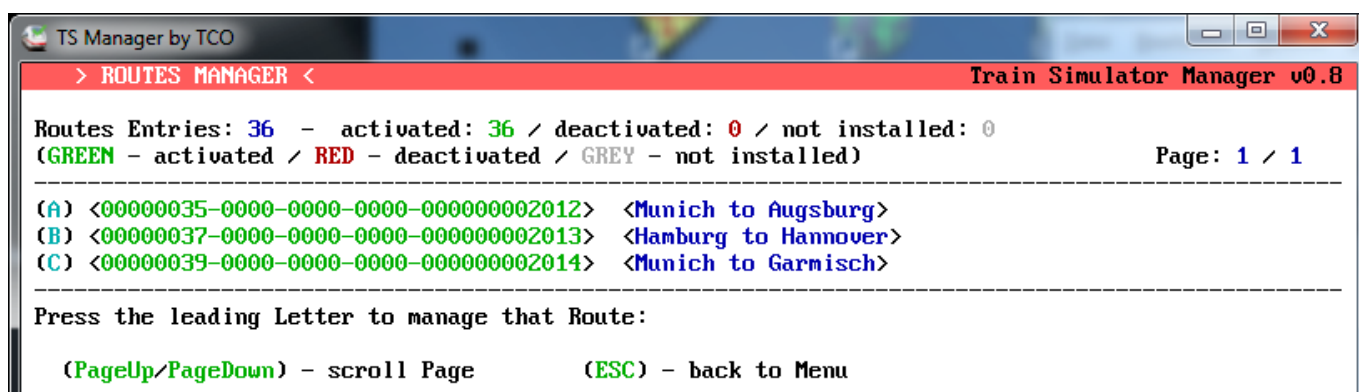 TS Manager by TCO
> ROUTES MANAGER < Train Simulator Manager v0.8
Routes Entries: 36 - activated: 36 / deactivated: 0 / not installed: 0
(GREEN - activated / RED - deactivated / GREY - not installed) Page: 1 / 1
(A) <00000035-0000-0000-0000-000000002012> <Munich to Augsburg>
(B) <00000037-0000-0000-0000-000000002013> <Hamburg to Hannover>
(C) <00000039-0000-0000-0000-000000002014> <Munich to Garmisch>
Press the leading Letter to manage that Route:
(PageUp/PageDown) - scroll Page (ESC) - back to Menu